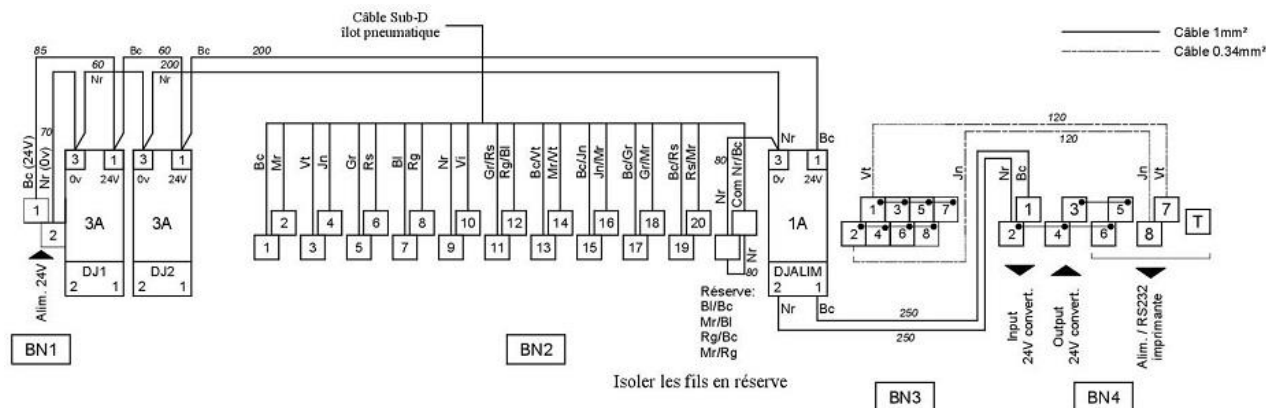 Câble Sub-D
îlot pneumatique
Câble 1mm²
Câble 0.34mm²
85
Bc
60
Bc
200
60
Nr
200
Nr
70
Bc (24V)
Nr (0v)
3
1
0v
24V
3A
DJ1
2
1
3
1
0v
24V
3A
DJ2
2
1
1
2
Alim. 24V
BN1
Bc
Mr
Vt
Jn
Gr
Rs
Bl
Rg
Nr
Vi
Gr/Rs
Rg/Bl
Bc/Vt
Mr/Vt
Bc/Jn
Jn/Mr
Bc/Gr
Gr/Mr
Bc/Rs
Rs/Mr
2
4
6
8
10
12
14
16
18
20
1
3
5
7
9
11
13
15
17
19
80
Nr
Com Nr/Bc
Nr
80
Réserve:
Bl/Bc
Mr/Bl
Rg/Bc
Mr/Rg
Isoler les fils en réserve
BN2
Nr
Bc
3
1
0v
24V
1A
DJALIM
2
1
Nr
Bc
250
250
120
120
Vt
Jn
1
3
5
7
2
4
6
8
BN3
Nr
Bc
Jn
Vt
1
3
5
7
2
4
6
8
T
Input
24V convert.
Output
24V convert.
Alim. / RS232
imprimante
BN4